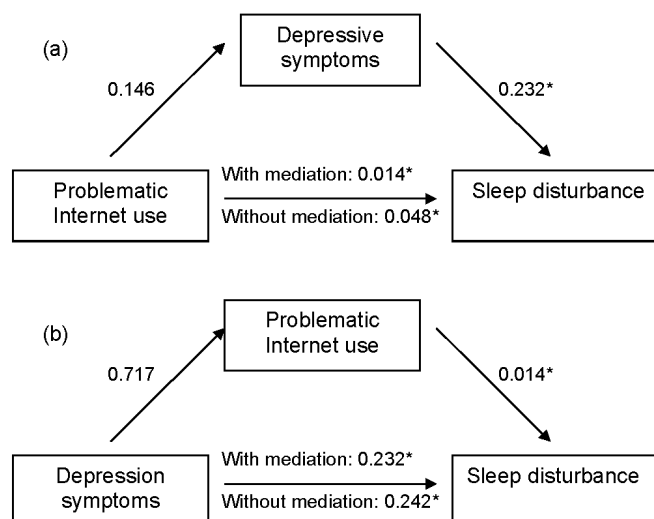 (a)
Depressive
symptoms
0.146
0.232*
Problematic
Internet use
With mediation: 0.014*
Without mediation: 0.048*
Sleep disturbance
(b)
Problematic
Internet use
0.717
0.014*
Depression
symptoms
With mediation: 0.232*
Without mediation: 0.242*
Sleep disturbance